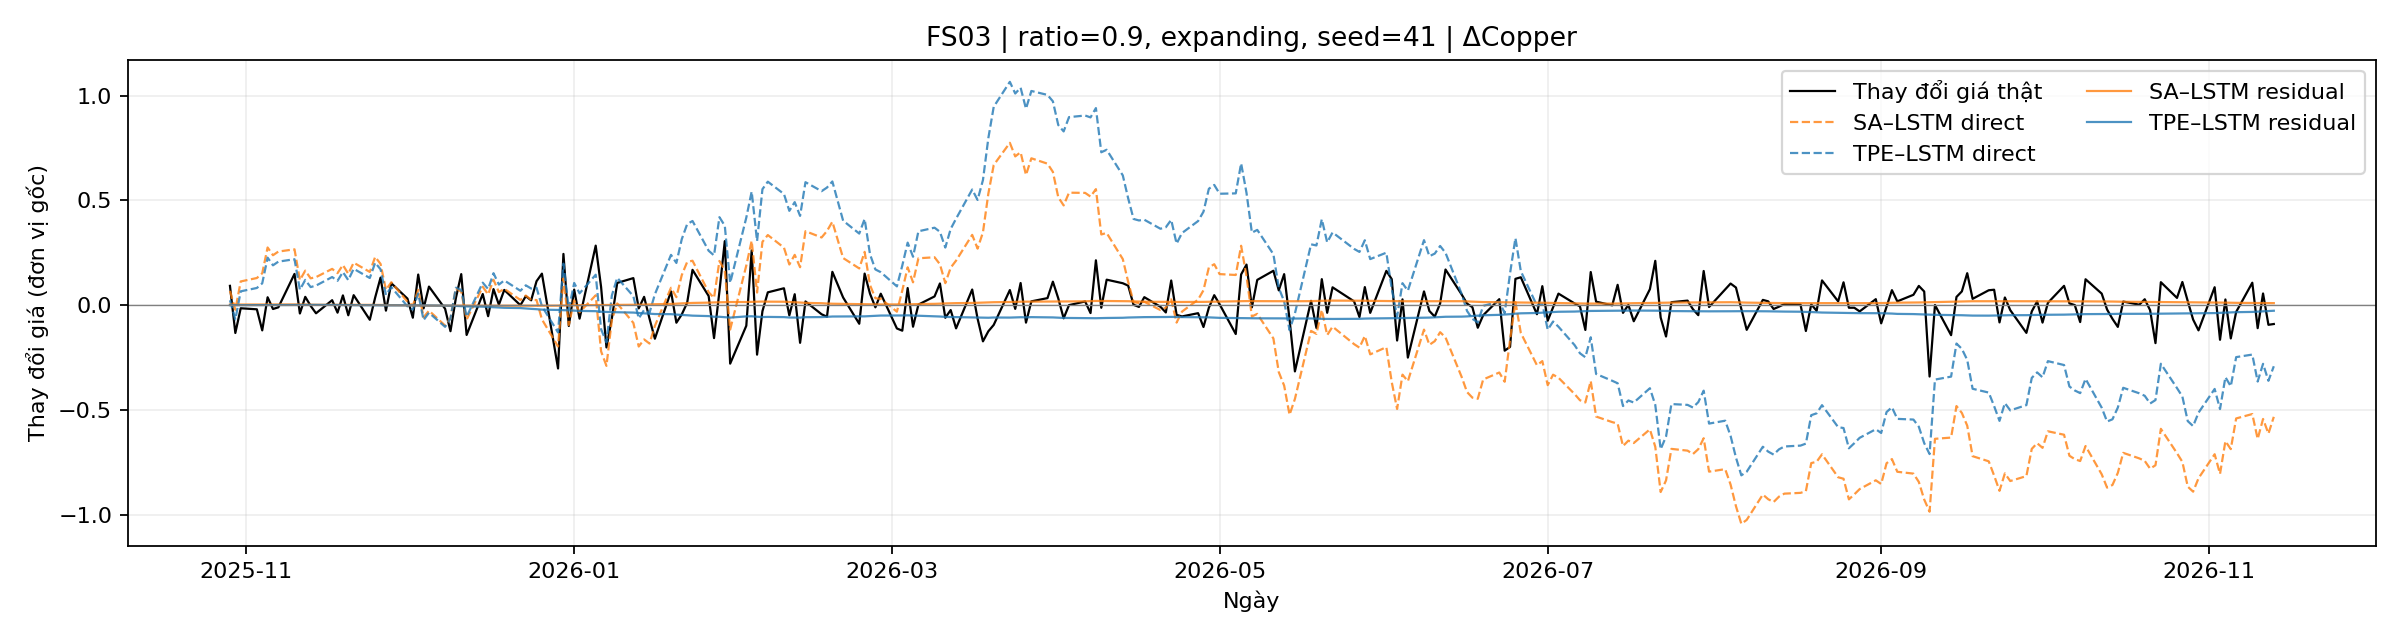 FS03 | ratio=0.9, expanding, seed=41 | ΔCopper
Thay đổi giá (đơn vị gốc)
1.0
0.5
0.0
−0.5
−1.0
Thay đổi giá thật
SA–LSTM direct
TPE–LSTM direct
SA–LSTM residual
TPE–LSTM residual
2025-11
2026-01
2026-03
2026-05
2026-07
2026-09
2026-11
Ngày